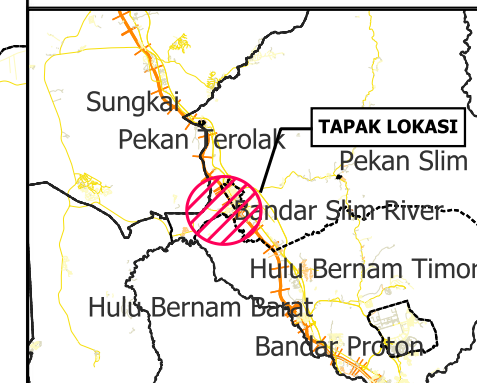 Sungkai
Pekan Terolak
TAPAK LOKASI
Pekan Slim
Bandar Slim River
Hulu Bernam Timor
Hulu Bernam Barat
Bandar Proton